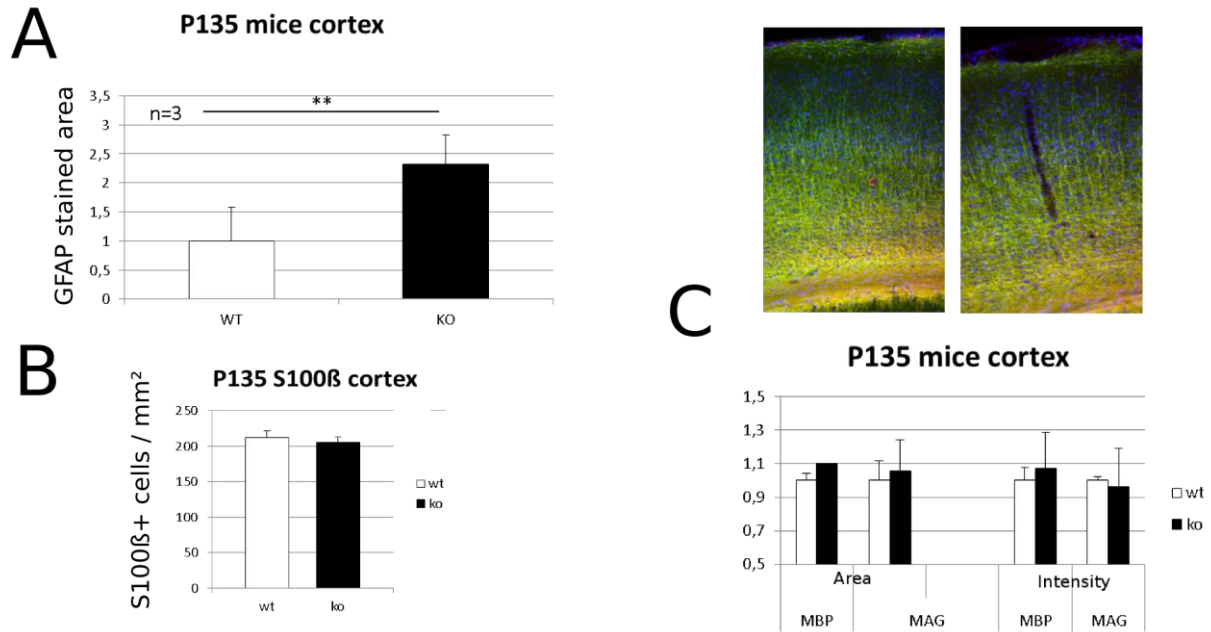 A
P135 mice cortex
GFAP stained area
3,5
3
2,5
2
1,5
1
0,5
0
n=3
**
WT
KO
B
P135 S100ß cortex
S100ß+ cells / mm²
250
200
150
100
50
0
wt
ko
wt
ko
C
P135 mice cortex
1,5
1,3
1,1
0,9
0,7
0,5
Area
Intensity
MBP
MAG
MBP
MAG
wt
ko